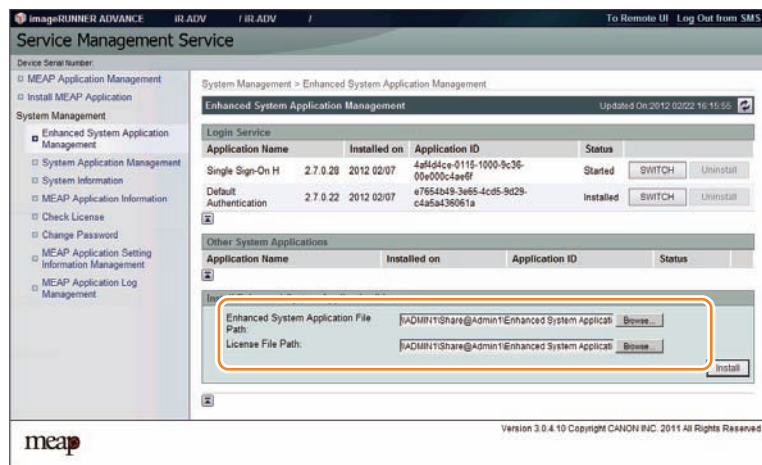 imageRUNNER ADVANCE iR ADV / iR ADV / To Remote UI Log Out from SMS
Service Management Service
Device Serial Number:
MEAP Application Management
Install MEAP Application
System Management
Enhanced System Application Management
System Application Management
System Information
MEAP Application Information
Check License
Change Password
MEAP Application Setting Information Management
MEAP Application Log Management
System Management > Enhanced System Application Management
Enhanced System Application Management Updated On:2012 02/22 16:15:55
Login Service
Application Name Installed on Application ID Status
Single Sign-On H 2.7.0.28 2012 02/07 4af4d4ce-0115-1000-9c36-00e000c4ae6f Started SWITCH Uninstall
Default Authentication 2.7.0.22 2012 02/07 e7654b49-3e65-4cd5-9d29-c4a5a436061a Installed SWITCH Uninstall
Other System Applications
Application Name Installed on Application ID Status
Enhanced System Application File Path: \\ADMIN1\Share@Admin1\Enhanced System Applicati Browse...
License File Path: \\ADMIN1\Share@Admin1\Enhanced System Applicati Browse...
Install
Version 3.0.4.10 Copyright CANON INC. 2011 All Rights Reserved
meap